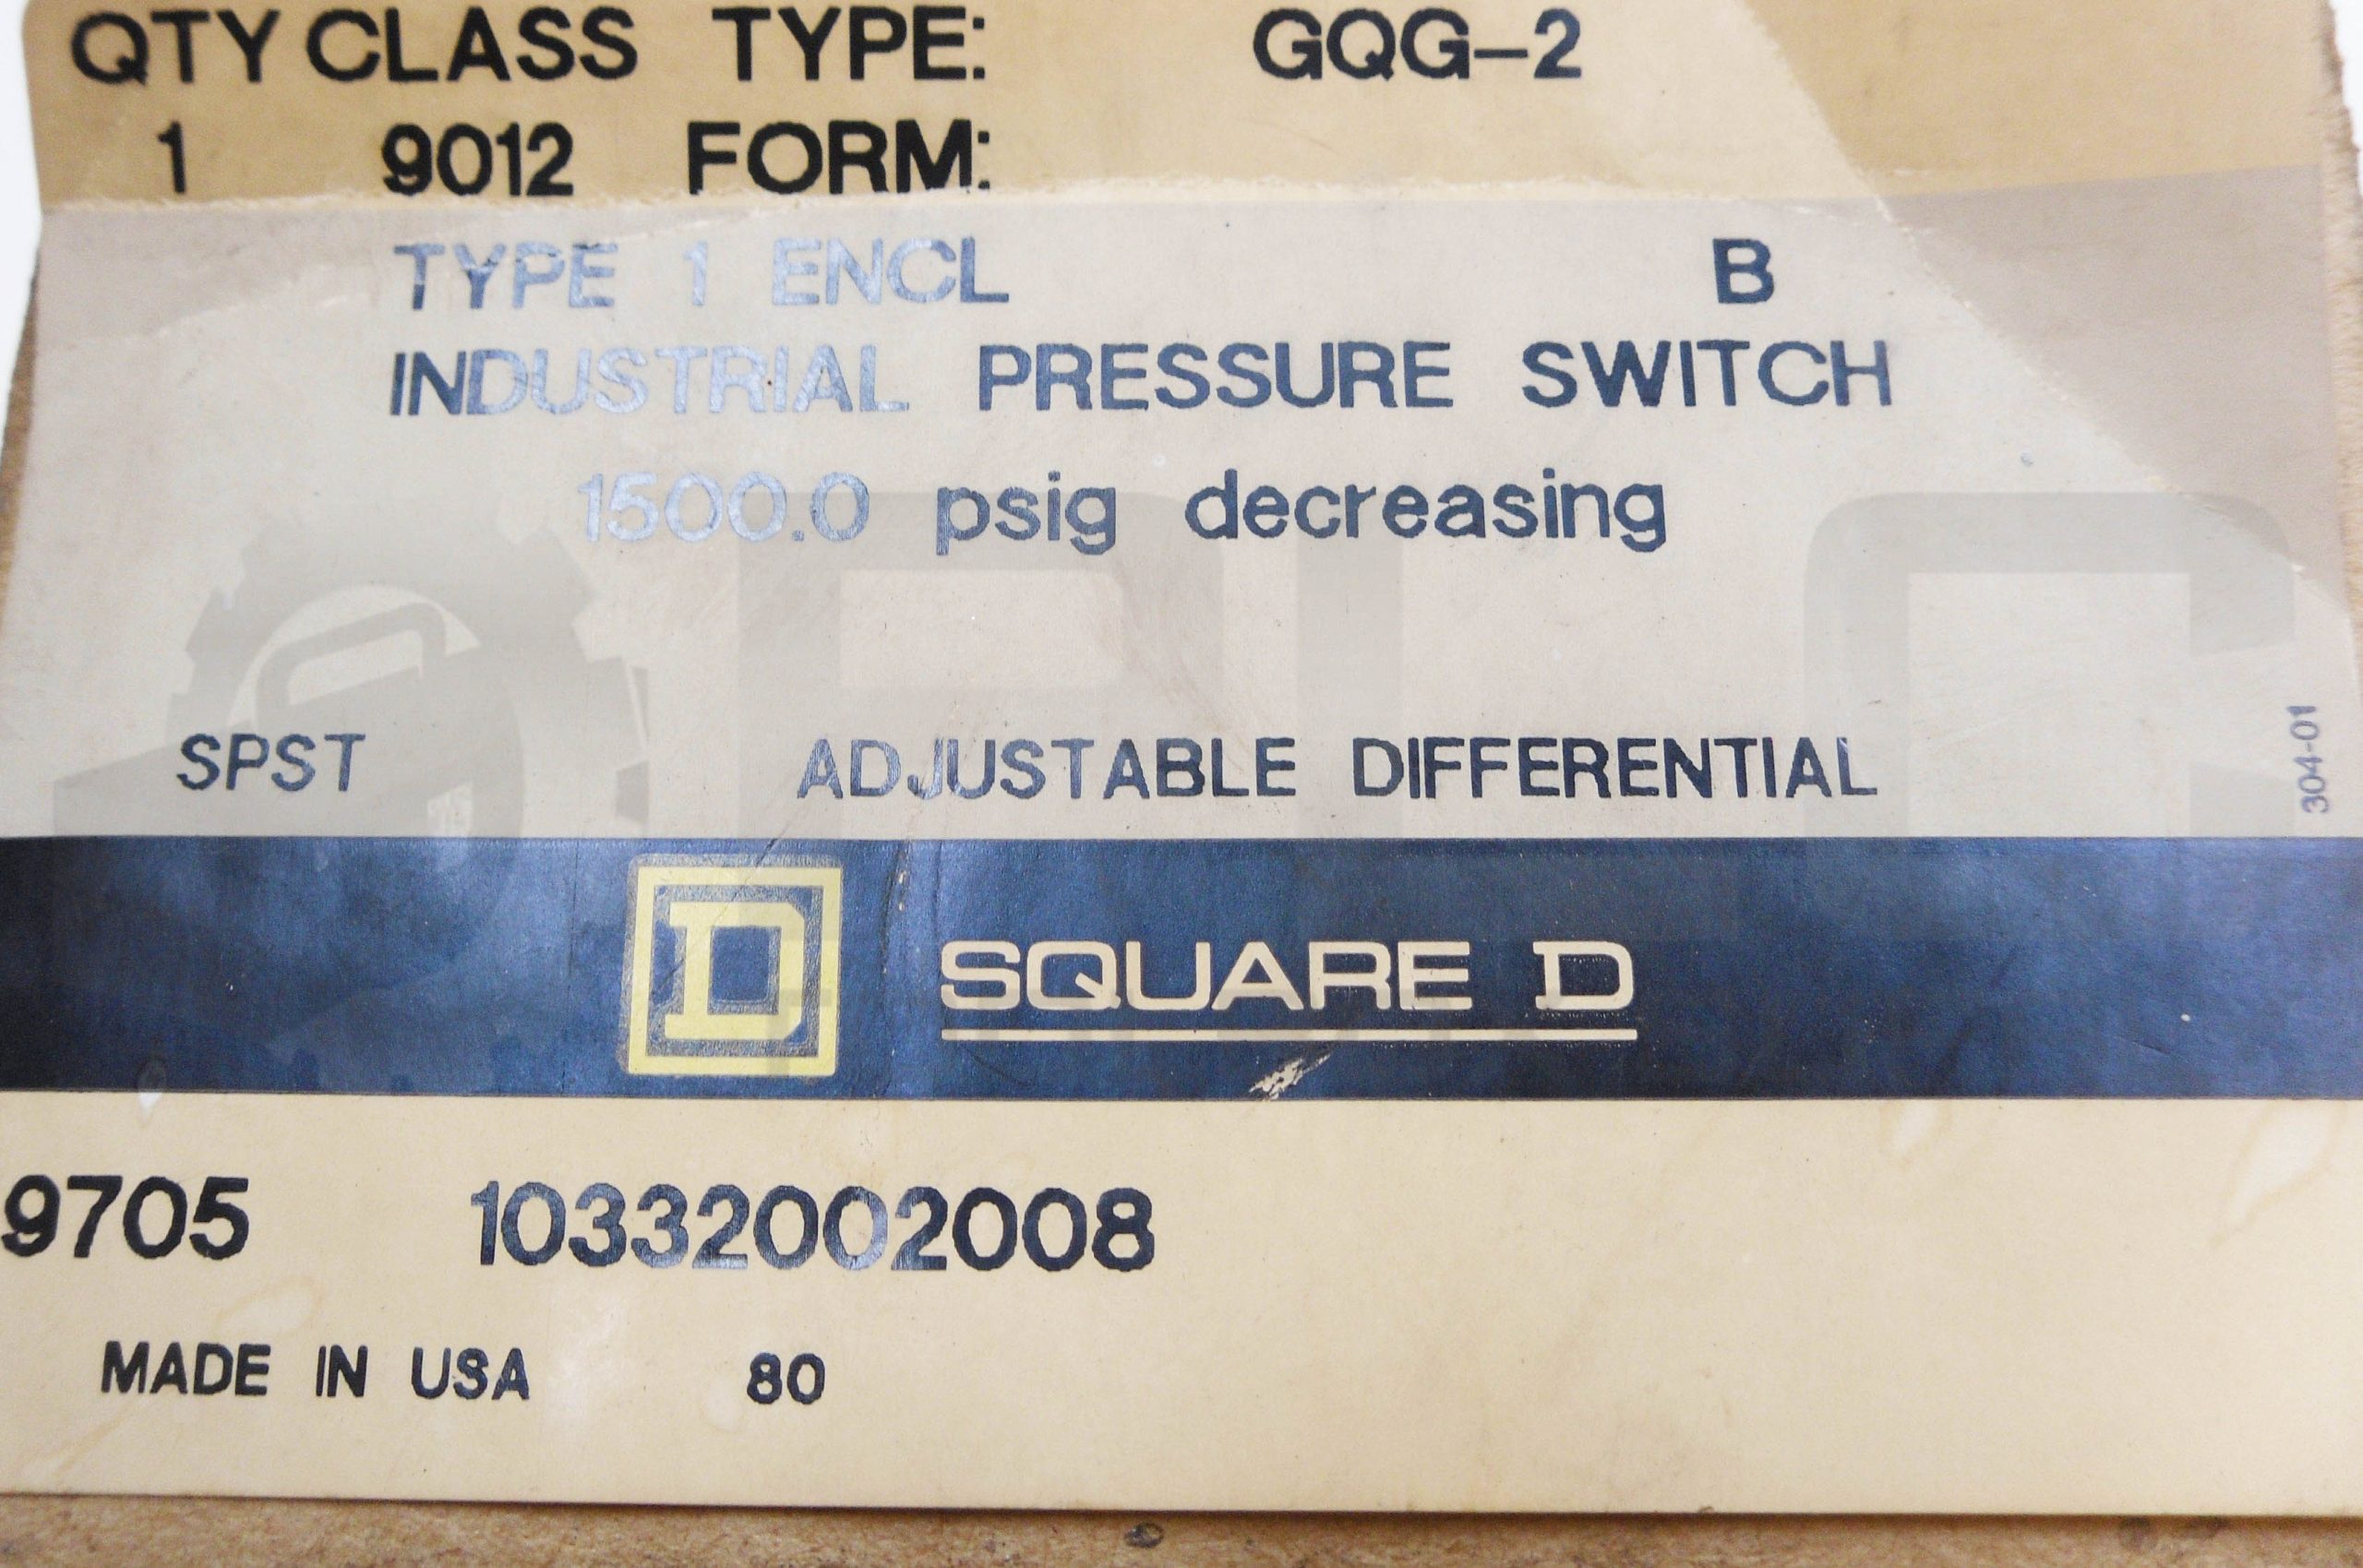 QTY CLASS TYPE: GQG-2
1 9012 FORM:
TYPE 1 ENCL B
INDUSTRIAL PRESSURE SWITCH
1500.0 psig decreasing
SPST ADJUSTABLE DIFFERENTIAL
304-01
D SQUARE D
9705 10332002008
MADE IN USA 80